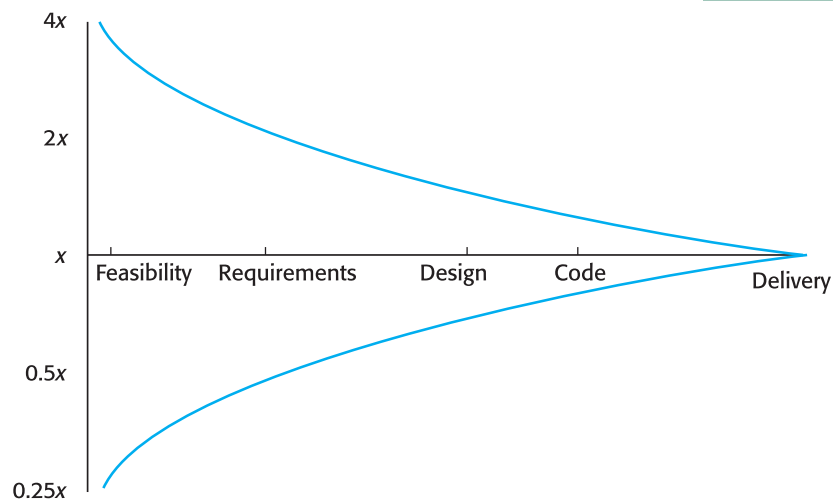 4x
2x
x
Feasibility Requirements Design Code Delivery
0.5x
0.25x